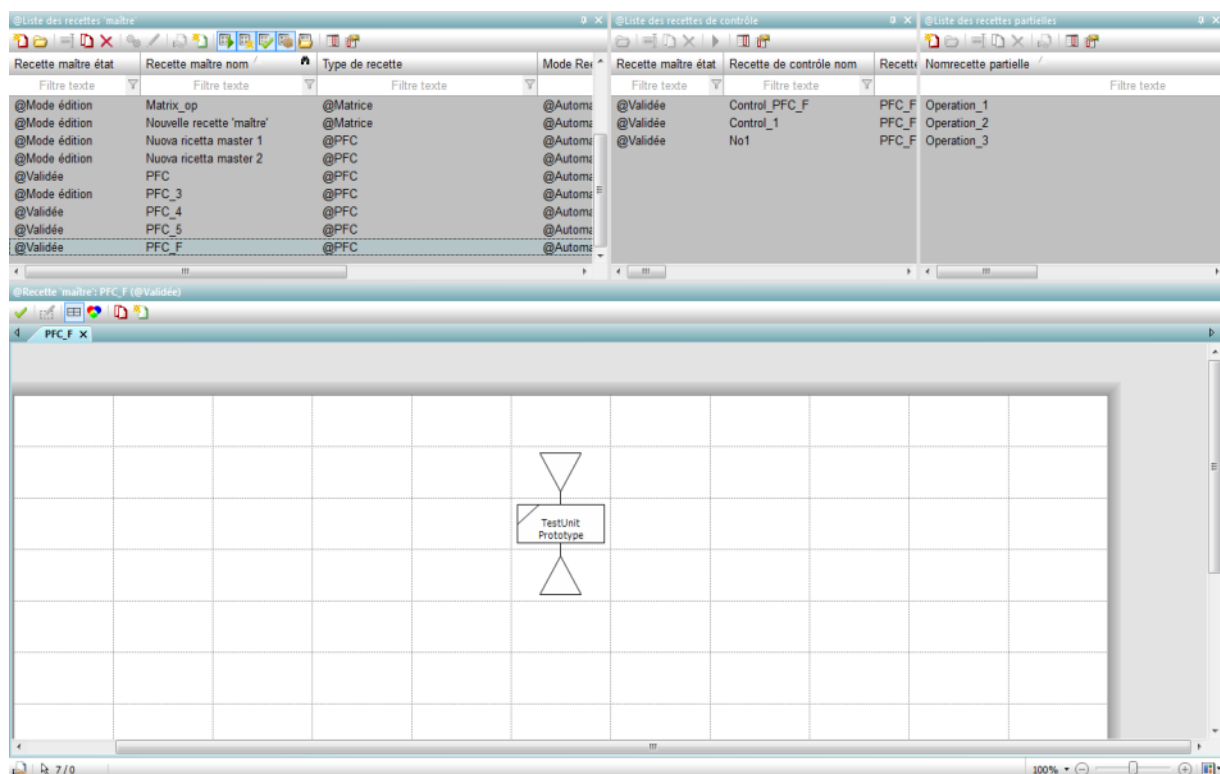 @Liste des recettes 'maître'
@Liste des recettes de contrôle
@Liste des recettes partielles
Recette maître état Recette maître nom Type de recette Mode Re
Recette maître état Recette de contrôle nom Recette
Nomrecette partielle
Filtre texte Filtre texte Filtre texte
Filtre texte Filtre texte
Filtre texte
@Mode édition Matrix_op @Matrice @Automa
@Mode édition Nouvelle recette 'maître' @Matrice @Automa
@Mode édition Nuova ricetta master 1 @PFC @Automa
@Mode édition Nuova ricetta master 2 @PFC @Automa
@Validée PFC @PFC @Automa
@Mode édition PFC_3 @PFC @Automa
@Validée PFC_4 @PFC @Automa
@Validée PFC_5 @PFC @Automa
@Validée PFC_F @PFC @Automa
@Validée Control_PFC_F PFC_F
@Validée Control_1 PFC_F
@Validée No1 PFC_F
Operation_1
Operation_2
Operation_3
@Recette 'maître': PFC_F (@Validée)
PFC_F
TestUnit
Prototype
7/0
100%